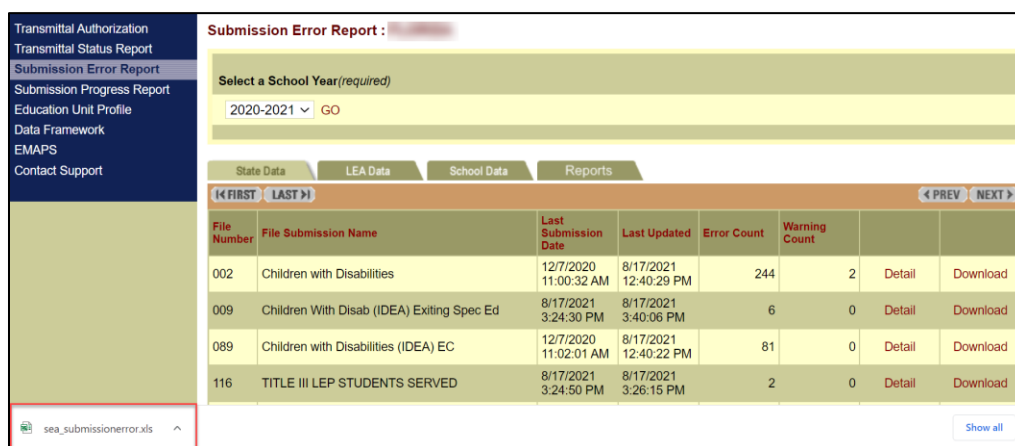 Transmittal Authorization
Transmittal Status Report
Submission Error Report
Submission Progress Report
Education Unit Profile
Data Framework
EMAPS
Contact Support
Submission Error Report :
Select a School Year(required)
2020-2021 GO
State Data LEA Data School Data Reports
FIRST LAST PREV NEXT
File Number File Submission Name Last Submission Date Last Updated Error Count Warning Count
002 Children with Disabilities 12/7/2020 11:00:32 AM 8/17/2021 12:40:29 PM 244 2 Detail Download
009 Children With Disab (IDEA) Exiting Spec Ed 8/17/2021 3:24:30 PM 8/17/2021 3:40:06 PM 6 0 Detail Download
089 Children with Disabilities (IDEA) EC 12/7/2020 11:02:01 AM 8/17/2021 12:40:22 PM 81 0 Detail Download
116 TITLE III LEP STUDENTS SERVED 8/17/2021 3:24:50 PM 8/17/2021 3:26:15 PM 2 0 Detail Download
sea_submissionerror.xls Show all